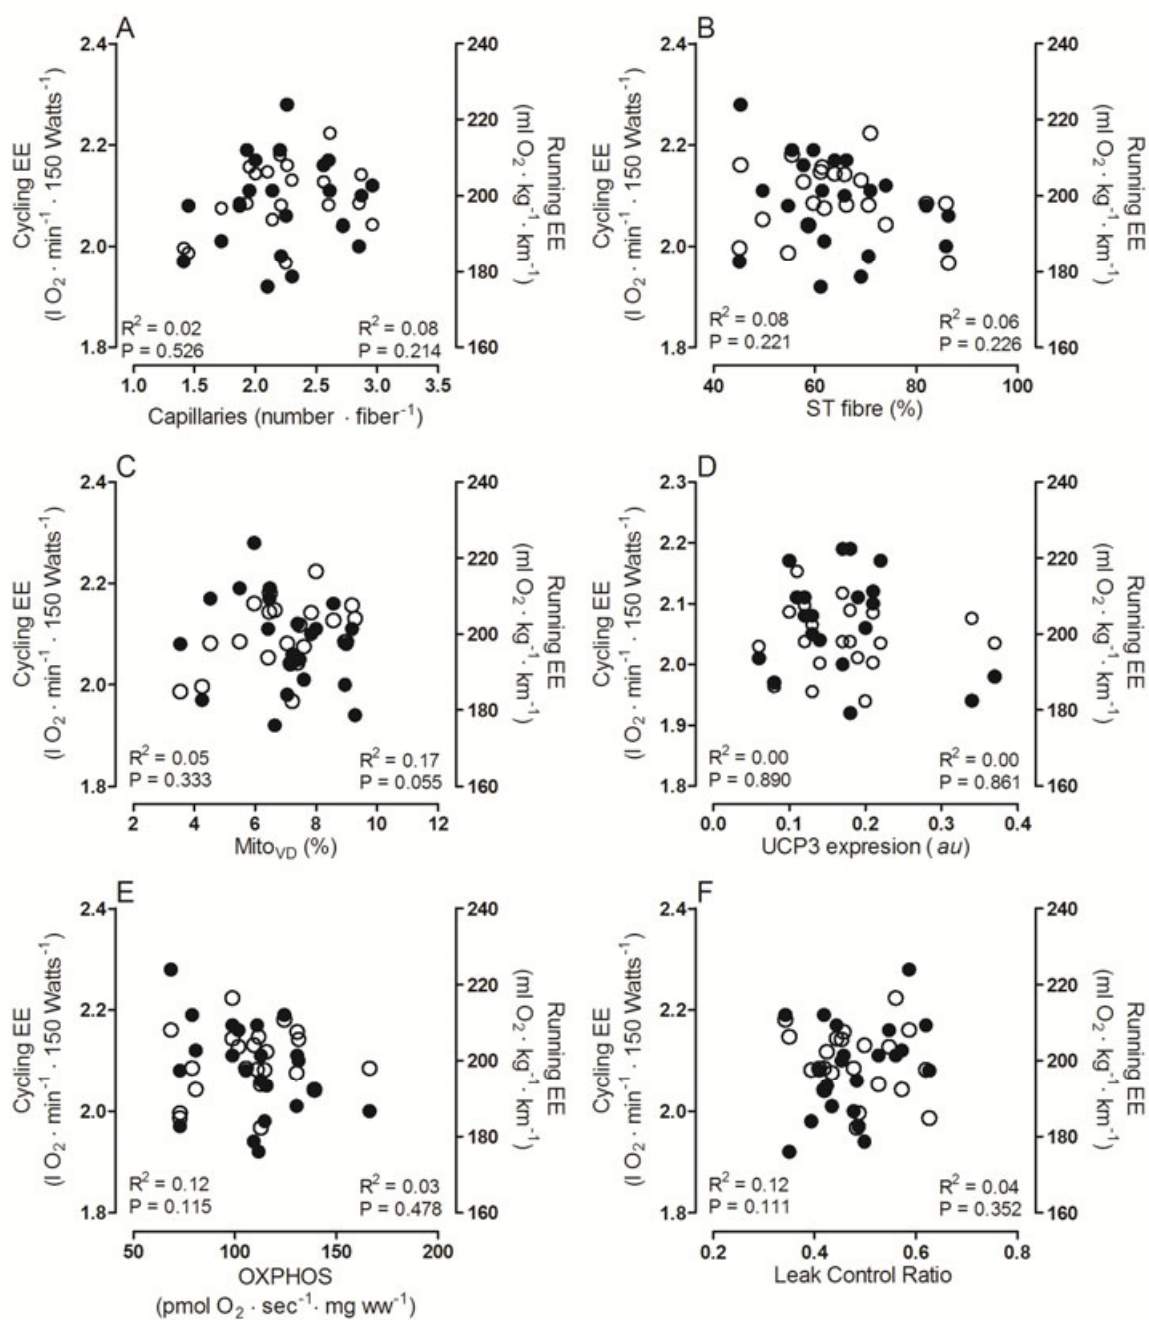 A
B
2.4
240
2.4
240
Cycling EE
(l O2 · min-1 · 150 Watts-1)
2.2
2.0
1.8
220
200
180
160
Running EE
(ml O2 · kg-1 · km-1)
R2 = 0.02
P = 0.526
R2 = 0.08
P = 0.214
1.0 1.5 2.0 2.5 3.0 3.5
Capillaries (number · fiber-1)
Cycling EE
(l O2 · min-1 · 150 Watts-1)
2.2
2.0
1.8
220
200
180
160
Running EE
(ml O2 · kg-1 · km-1)
R2 = 0.08
P = 0.221
R2 = 0.06
P = 0.226
40 60 80 100
ST fibre (%)
C
2.4
2.2
2.0
1.8
Cycling EE
(l O2 · min-1 · 150 Watts-1)
240
220
200
180
160
Running EE
(ml O2 · kg-1 · km-1)
R2 = 0.05
P = 0.333
R2 = 0.17
P = 0.055
2 4 6 8 10 12
MitoVD (%)
D
2.3
2.2
2.1
2.0
1.9
1.8
Cycling EE
(l O2 · min-1 · 150 Watts-1)
240
220
200
180
160
Running EE
(ml O2 · kg-1 · km-1)
R2 = 0.00
P = 0.890
R2 = 0.00
P = 0.861
0.0 0.1 0.2 0.3 0.4
UCP3 expresion (au)
E
2.4
2.2
2.0
1.8
Cycling EE
(l O2 · min-1 · 150 Watts-1)
240
220
200
180
160
Running EE
(ml O2 · kg-1 · km-1)
R2 = 0.12
P = 0.115
R2 = 0.03
P = 0.478
50 100 150 200
OXPHOS
(pmol O2 · sec-1 · mg ww-1)
F
2.4
2.2
2.0
1.8
Cycling EE
(l O2 · min-1 · 150 Watts-1)
240
220
200
180
160
Running EE
(ml O2 · kg-1 · km-1)
R2 = 0.12
P = 0.111
R2 = 0.04
P = 0.352
0.2 0.4 0.6 0.8
Leak Control Ratio